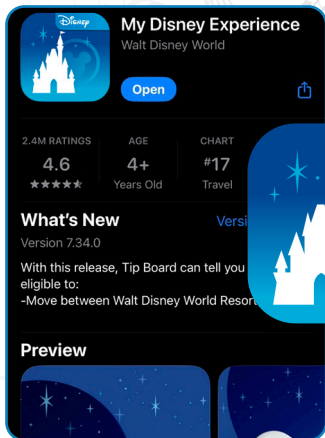 Disney
My Disney Experience
Walt Disney World
Open
2.4M RATINGS
AGE
CHART
4.6
4+
#17
Years Old
Travel
What's New
Version 7.34.0
With this release, Tip Board can tell you
eligible to:
-Move between Walt Disney World Resort
Preview